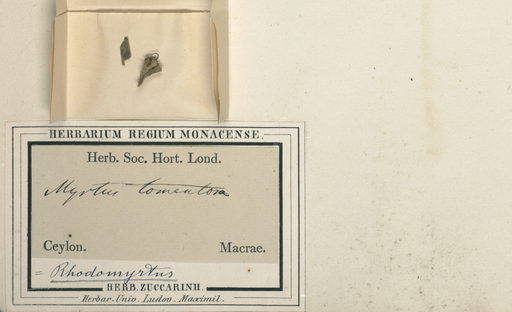 HERBARIUM REGIUM MONACENSE.
Herb. Soc. Hort. Lond.
Myrtus tomentosa
Ceylon. Macrae.
= Rhodomyrtus
HERB. ZUCCARINII.
Herbar. Univ. Ludov. Maximil.